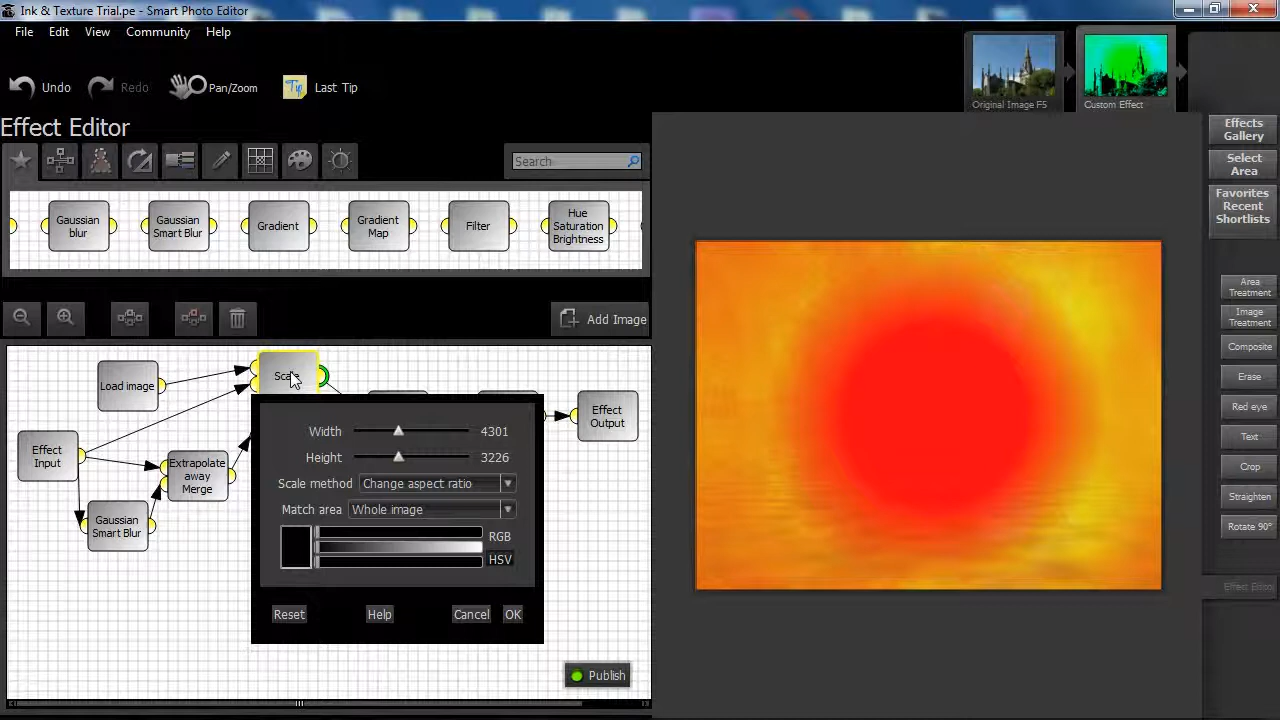 Ink & Texture Trial.pe - Smart Photo Editor
File Edit View Community Help
Undo Redo Pan/Zoom Tip Last Tip
Original Image F5
Custom Effect
Effect Editor
Search
Gaussian blur
Gaussian Smart Blur
Gradient
Gradient Map
Filter
Hue Saturation Brightness
Add Image
Load image
Scale
Effect Input
Extrapolate away Merge
Gaussian Smart Blur
Effect Output
Width 4301
Height 3226
Scale method Change aspect ratio
Match area Whole image
RGB
HSV
Reset Help Cancel OK
Publish
Effects Gallery
Select Area
Favorites
Recent
Shortlists
Area Treatment
Image Treatment
Composite
Erase
Red eye
Text
Crop
Straighten
Rotate 90°
Effect Editor